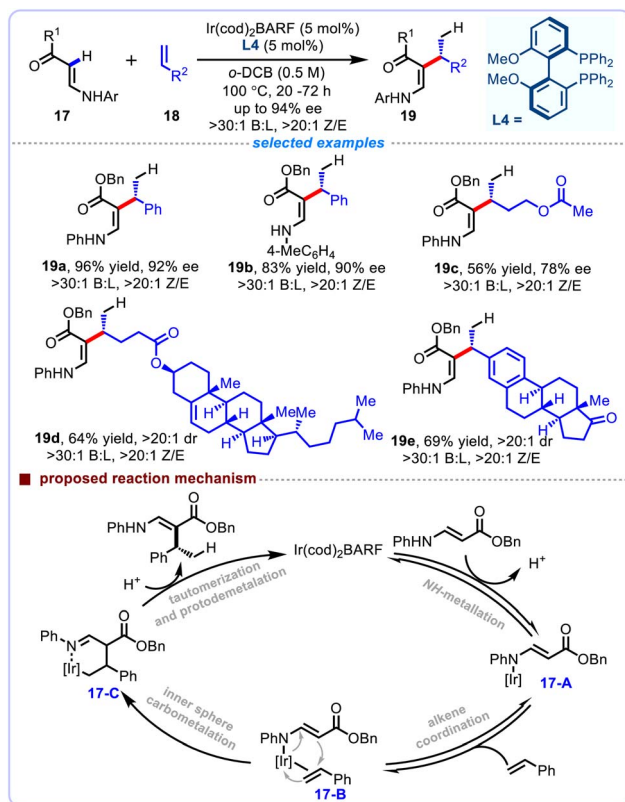 R¹ O H NHAr 17
+
R² 18
Ir(cod)₂BARF (5 mol%)
L4 (5 mol%)
o-DCB (0.5 M)
100 °C, 20 -72 h
up to 94% ee
>30:1 B:L, >20:1 Z/E
R¹ O H R² ArHN 19
MeO PPh₂
MeO PPh₂
L4 =
selected examples
OBn H O Ph PhHN
19a, 96% yield, 92% ee
>30:1 B:L, >20:1 Z/E
OBn H O Ph HN
4-MeC6H4
19b, 83% yield, 90% ee
>30:1 B:L, >20:1 Z/E
OBn H O O O Me PhHN
19c, 56% yield, 78% ee
>30:1 B:L, >20:1 Z/E
OBn H O O PhHN O Me H Me Me H H H Me Me
19d, 64% yield, >20:1 dr
>30:1 B:L, >20:1 Z/E
OBn H O PhHN H Me H H O
19e, 69% yield, >20:1 dr
>30:1 B:L, >20:1 Z/E
proposed reaction mechanism
PhHN O OBn Ph H
H⁺
tautomerization
and protodemetalation
Ir(cod)₂BARF
PhHN O OBn
H⁺
NH-metallation
PhN O OBn
[Ir] 17-A
alkene
coordination
Ph
PhN O OBn
[Ir] Ph
17-B
inner sphere
carbometalation
Ph N O OBn
[Ir] Ph
17-C